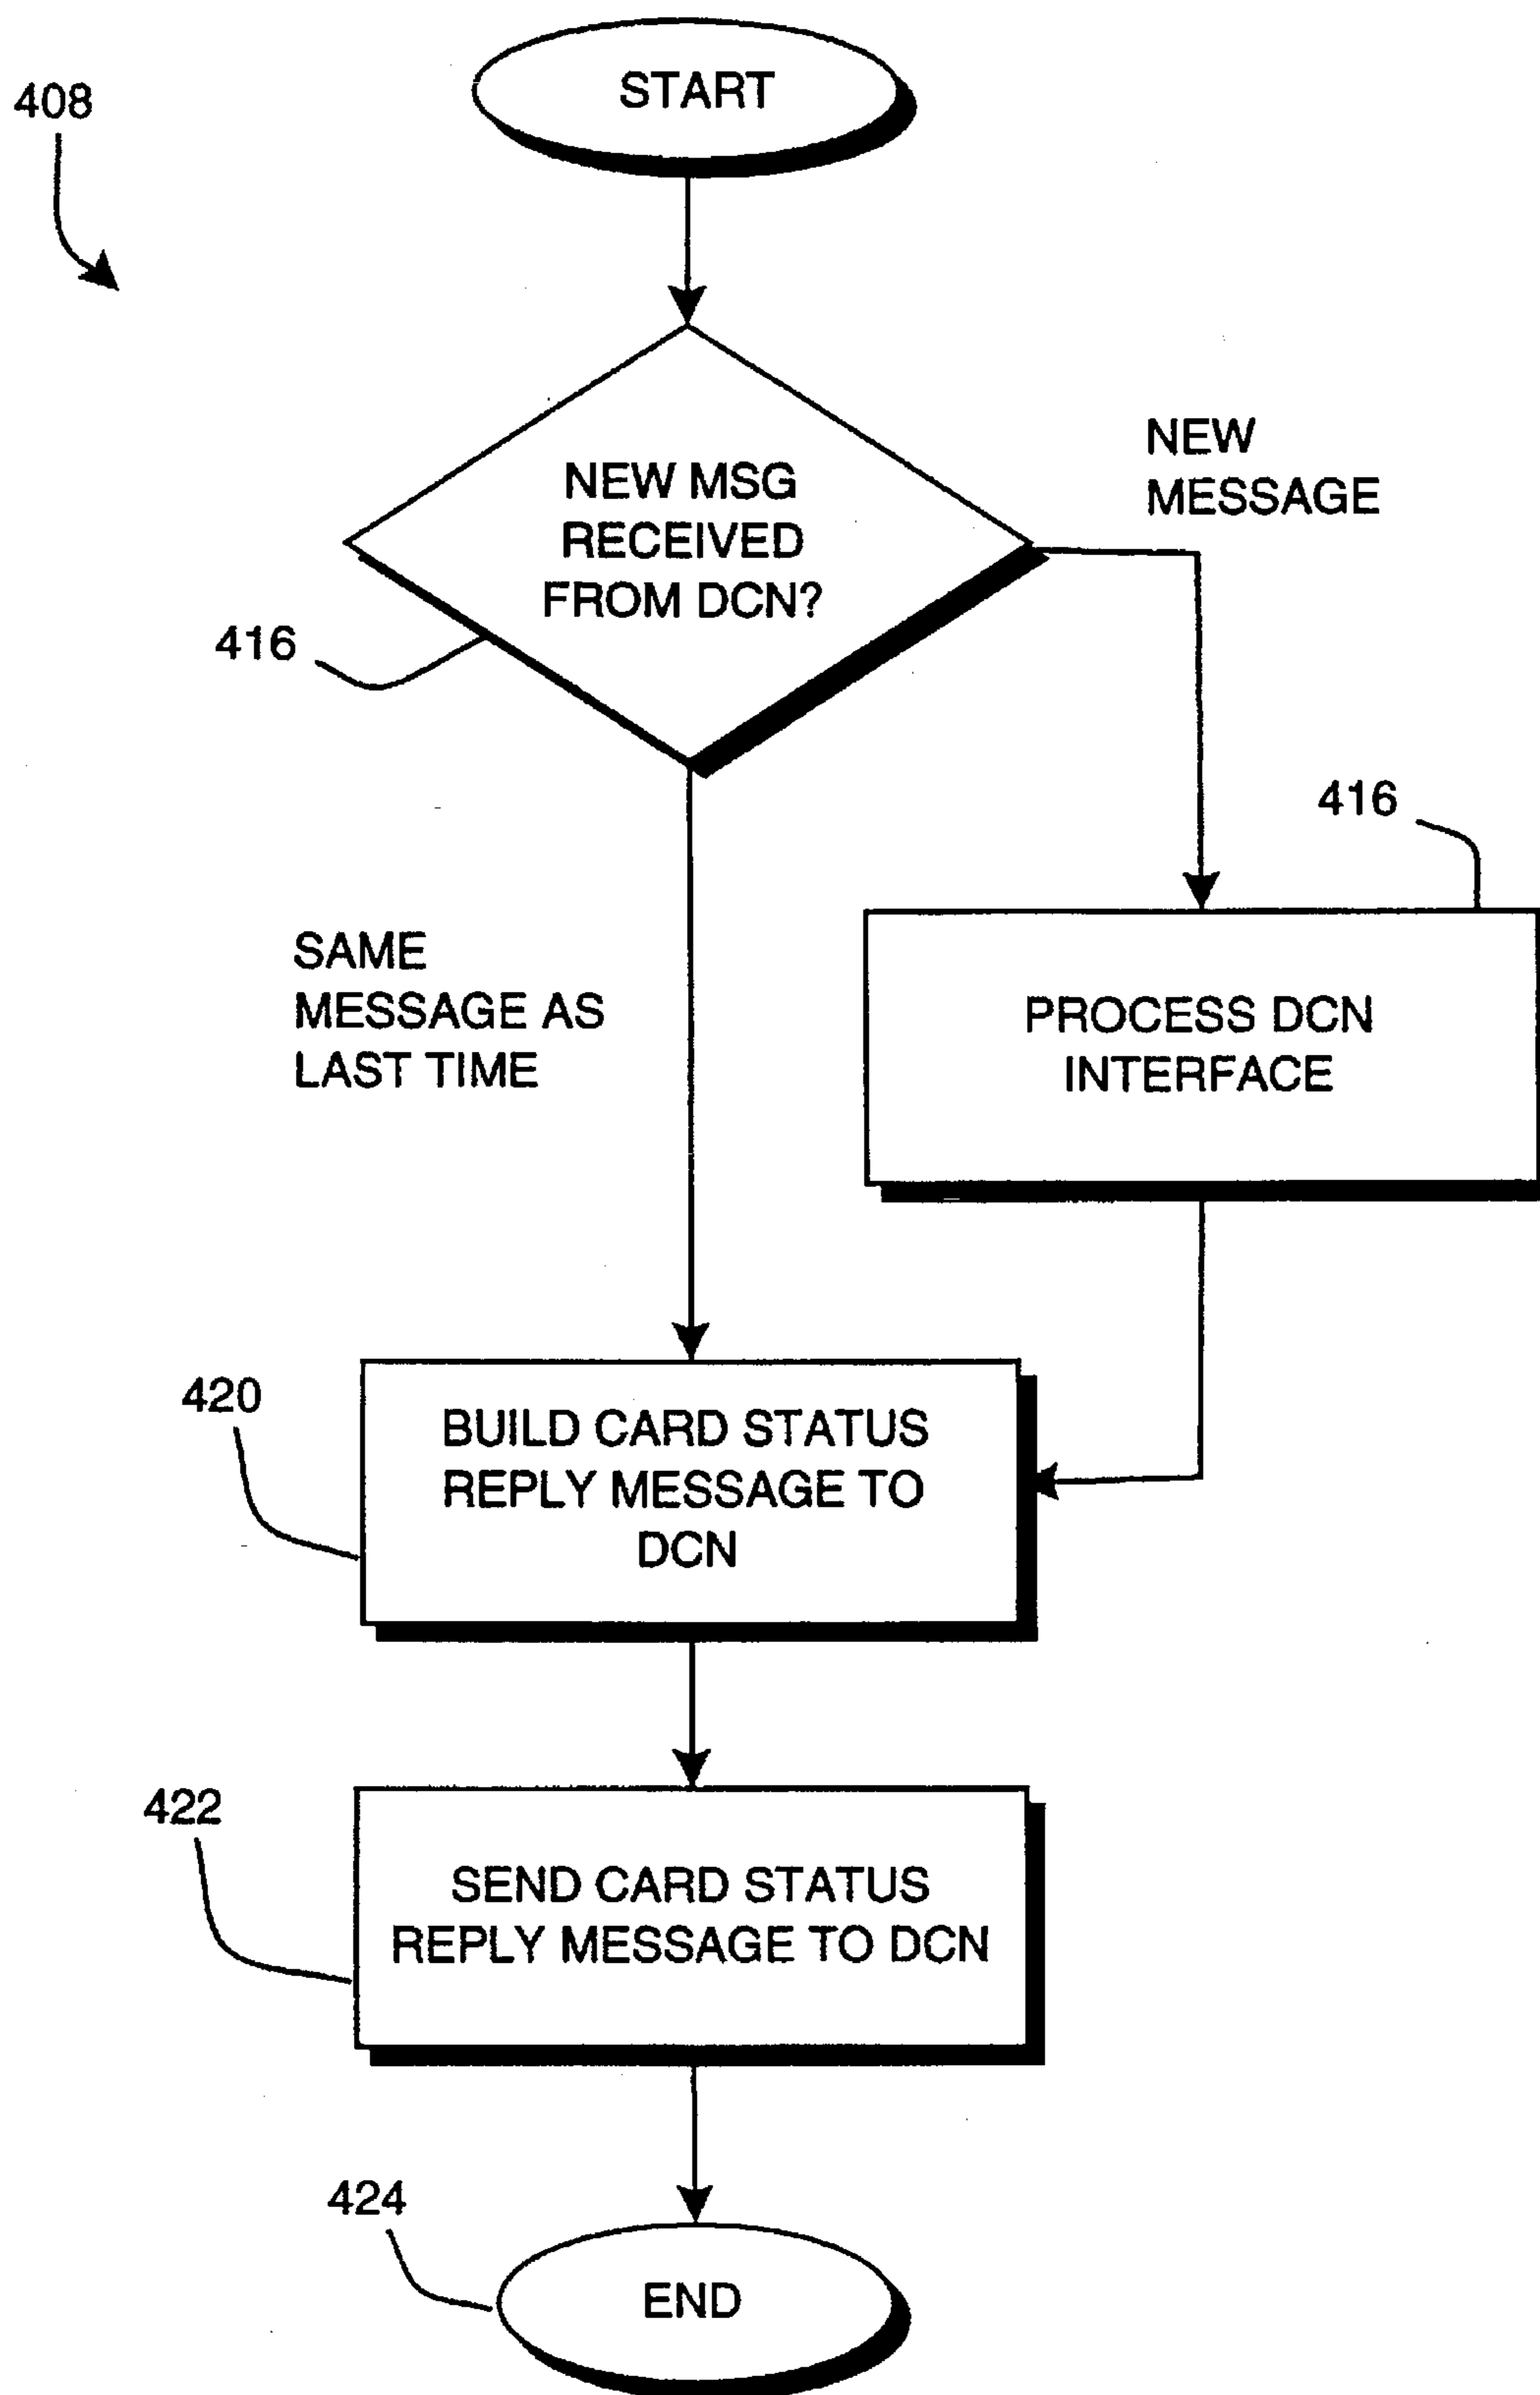 START
408
NEW MSG
RECEIVED
FROM DCN?
NEW
MESSAGE
416
416
SAME
MESSAGE AS
LAST TIME
PROCESS DCN
INTERFACE
420
BUILD CARD STATUS
REPLY MESSAGE TO
DCN
422
SEND CARD STATUS
REPLY MESSAGE TO DCN
424
END